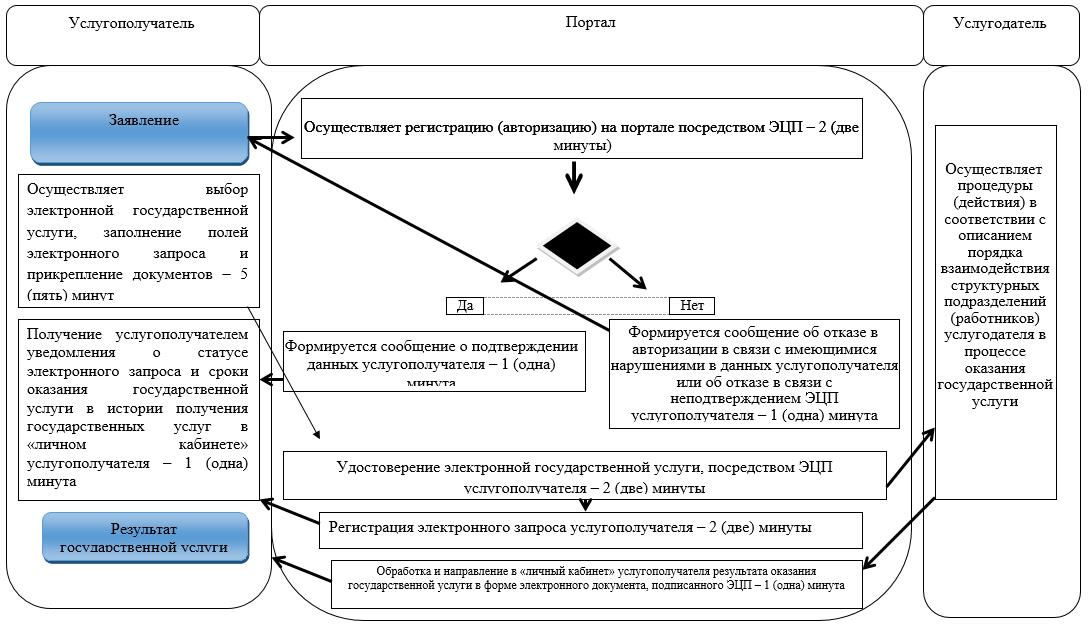 Услугополучатель
Портал
Услугодатель
Заявление
Осуществляет выбор
электронной государственной
услуги, заполнение полей
электронного запроса и
прикрепление документов – 5
(пять) минут
Получение услугополучателем
уведомления о статусе
электронного запроса и сроки
оказания государственной
услуги в истории получения
государственных услуг в
«личном кабинете»
услугополучателя – 1 (одна)
минута
Результат
государственной услуги
Осуществляет регистрацию (авторизацию) на портале посредством ЭЦП – 2 (две
минуты)
Да
Нет
Формируется сообщение о подтверждении
данных услугополучателя – 1 (одна)
минута
Формируется сообщение об отказе в
авторизации в связи с имеющимися
нарушениями в данных услугополучателя
или об отказе в связи с
неподтверждением ЭЦП
услугополучателя – 1 (одна) минута
Удостоверение электронной государственной услуги, посредством ЭЦП
услугополучателя – 2 (две) минуты
Регистрация электронного запроса услугополучателя – 2 (две) минуты
Обработка и направление в «личный кабинет» услугополучателя результата оказания
государственной услуги в форме электронного документа, подписанного ЭЦП – 1 (одна) минута
Осуществляет
процедуры
(действия) в
соответствии с
описанием
порядка
взаимодействия
структурных
подразделений
(работников)
услугодателя в
процессе
оказания
государственной
услуги